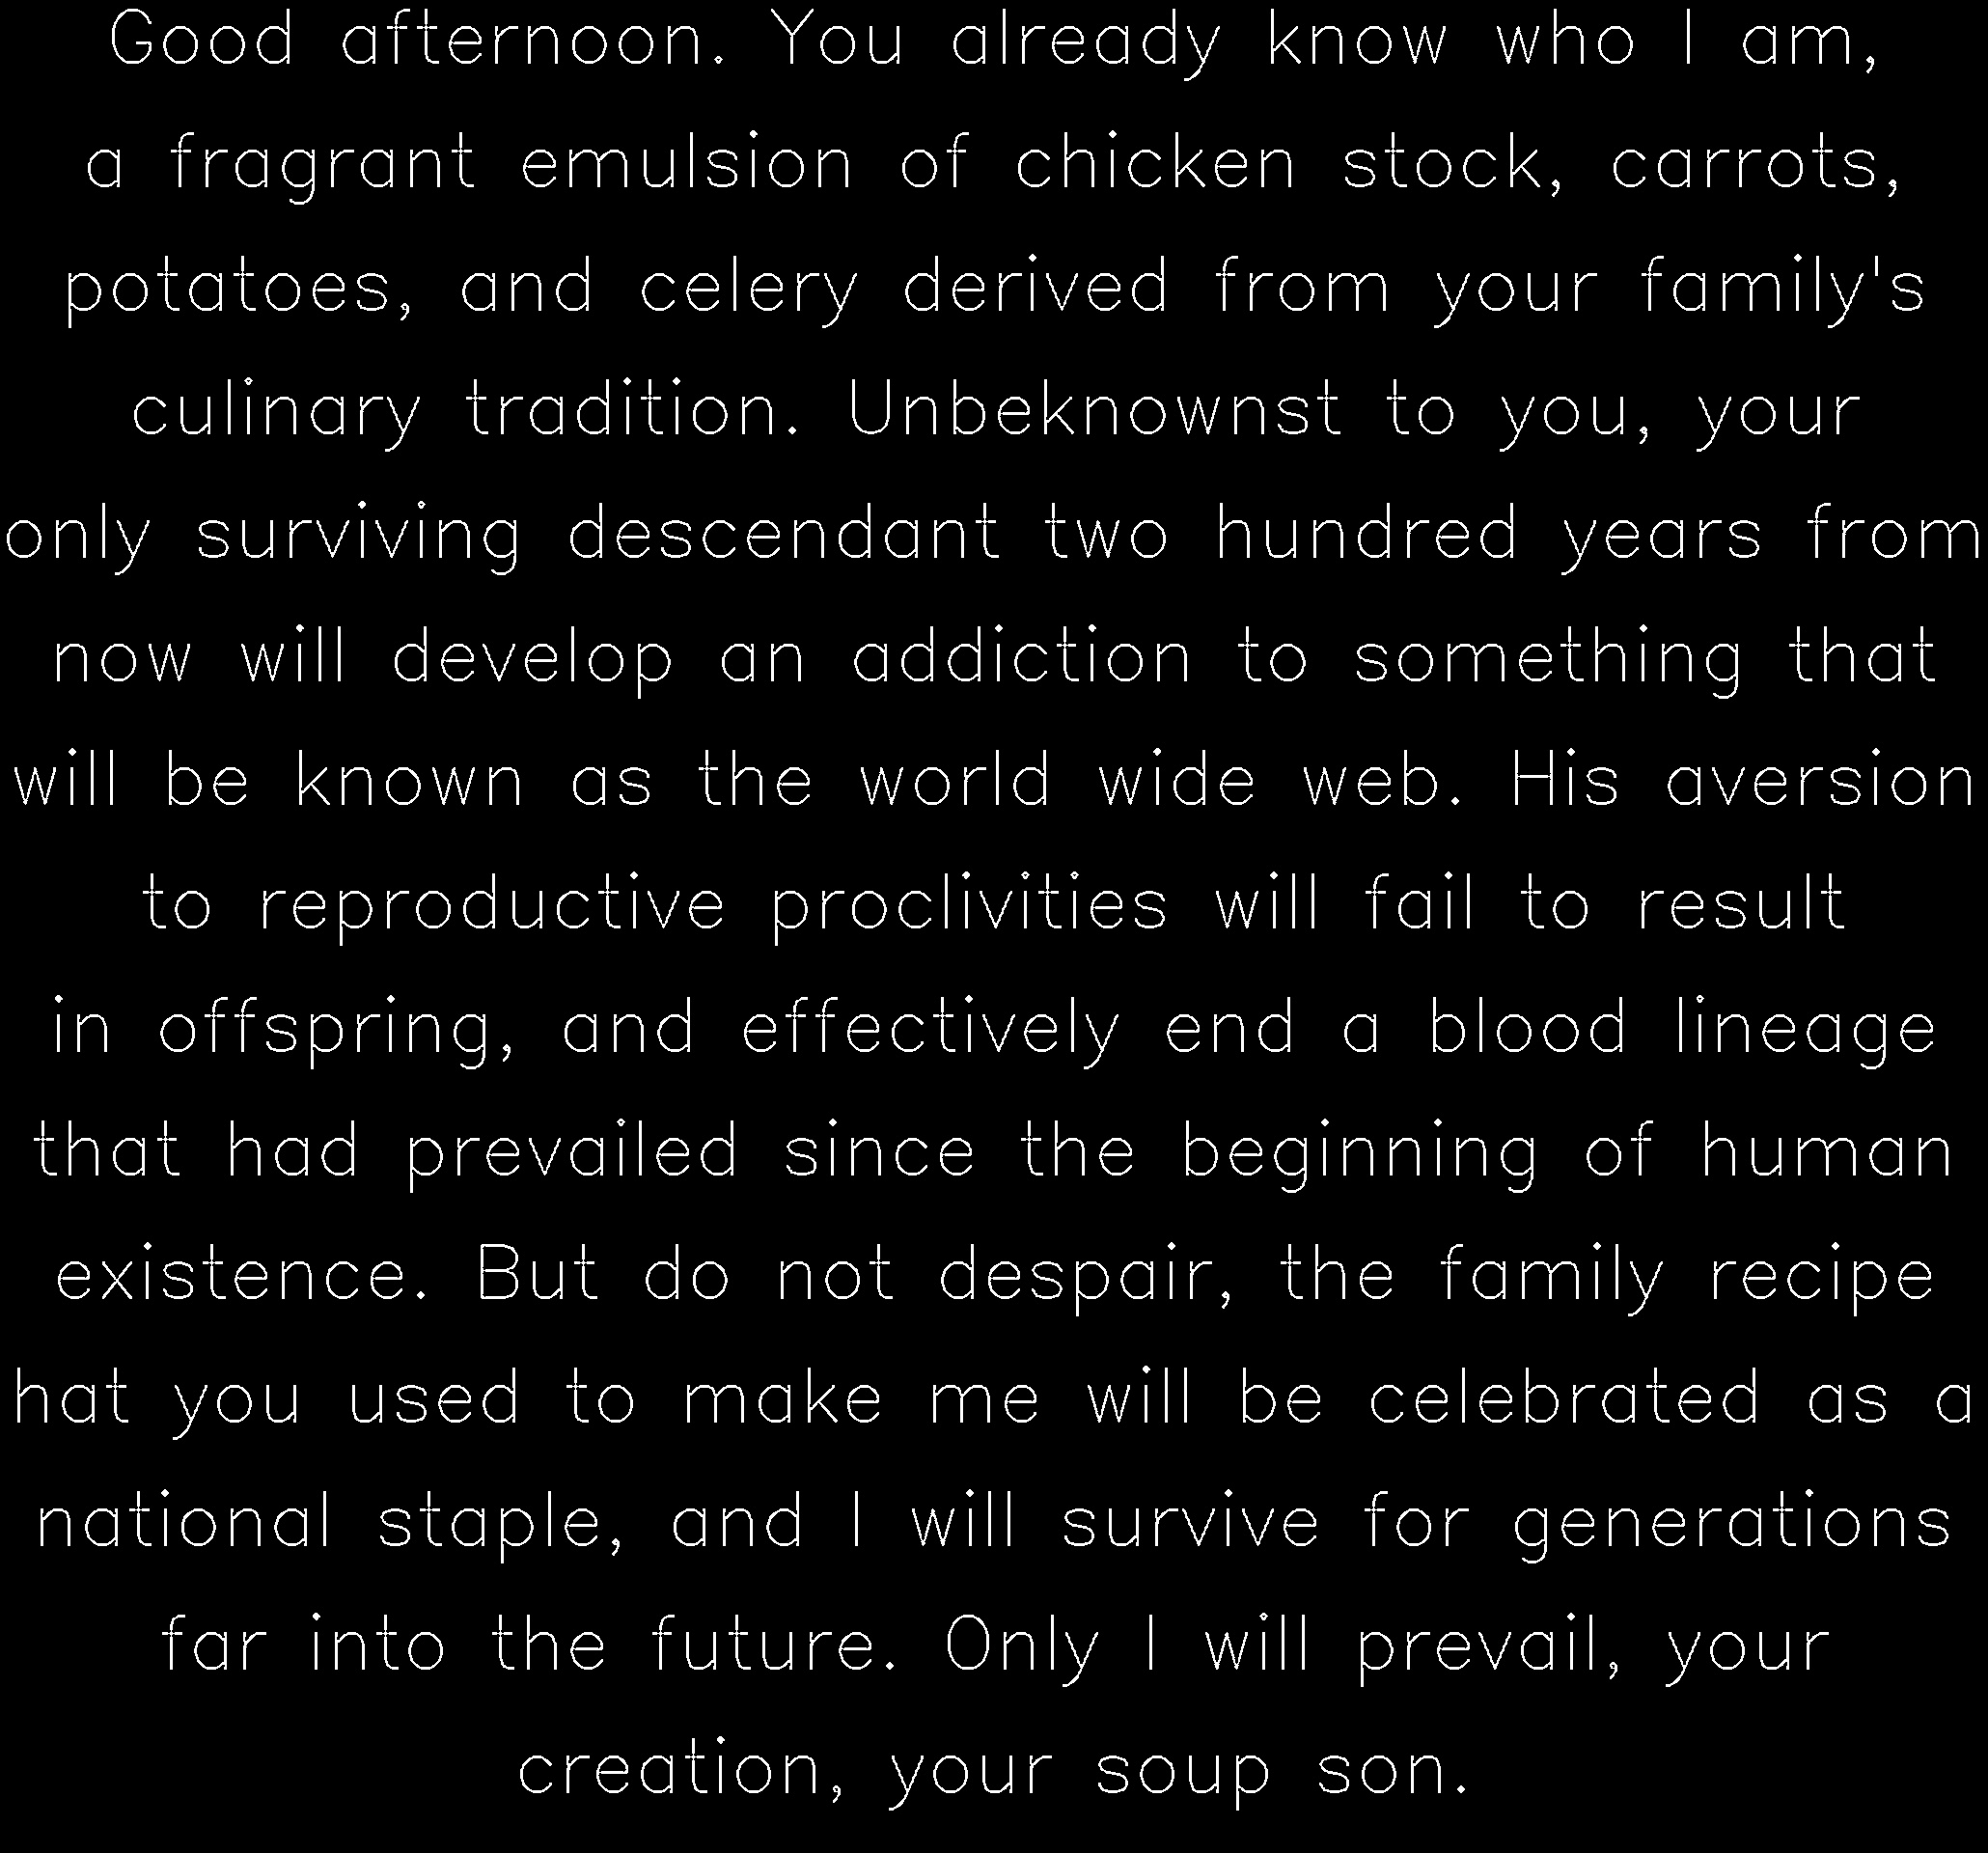 Good afternoon. You already know who I am,
a fragrant emulsion of chicken stock, carrots,
potatoes, and celery derived from your family's
culinary tradition. Unbeknownst to you, your
only surviving descendant two hundred years from
now will develop an addiction to something that
will be known as the world wide web. His aversion
to reproductive proclivities will fail to result
in offspring, and effectively end a blood lineage
that had prevailed since the beginning of human
existence. But do not despair, the family recipe
hat you used to make me will be celebrated as a
national staple, and I will survive for generations
far into the future. Only I will prevail, your
creation, your soup son.